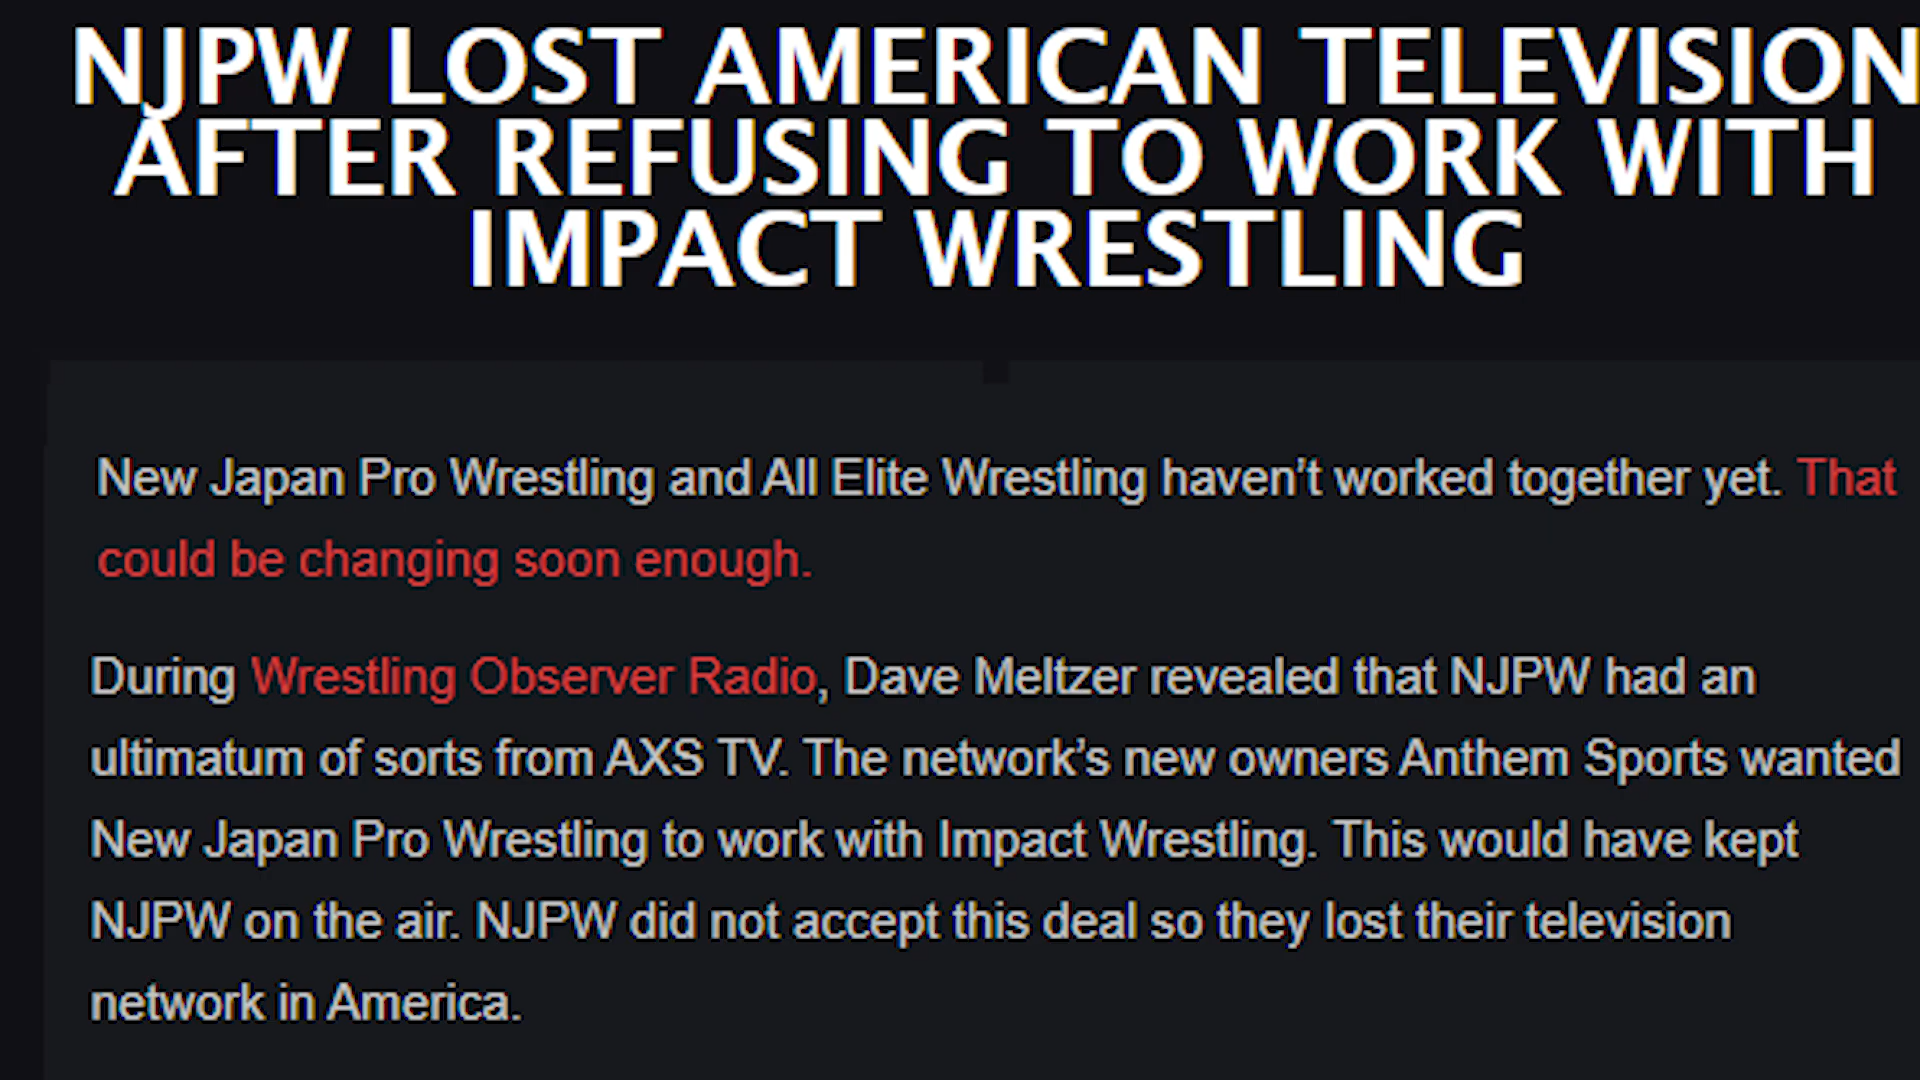 NJPW LOST AMERICAN TELEVISION
AFTER REFUSING TO WORK WITH
IMPACT WRESTLING
New Japan Pro Wrestling and All Elite Wrestling haven’t worked together yet. That
could be changing soon enough.
During Wrestling Observer Radio, Dave Meltzer revealed that NJPW had an
ultimatum of sorts from AXS TV. The network’s new owners Anthem Sports wanted
New Japan Pro Wrestling to work with Impact Wrestling. This would have kept
NJPW on the air. NJPW did not accept this deal so they lost their television
network in America.